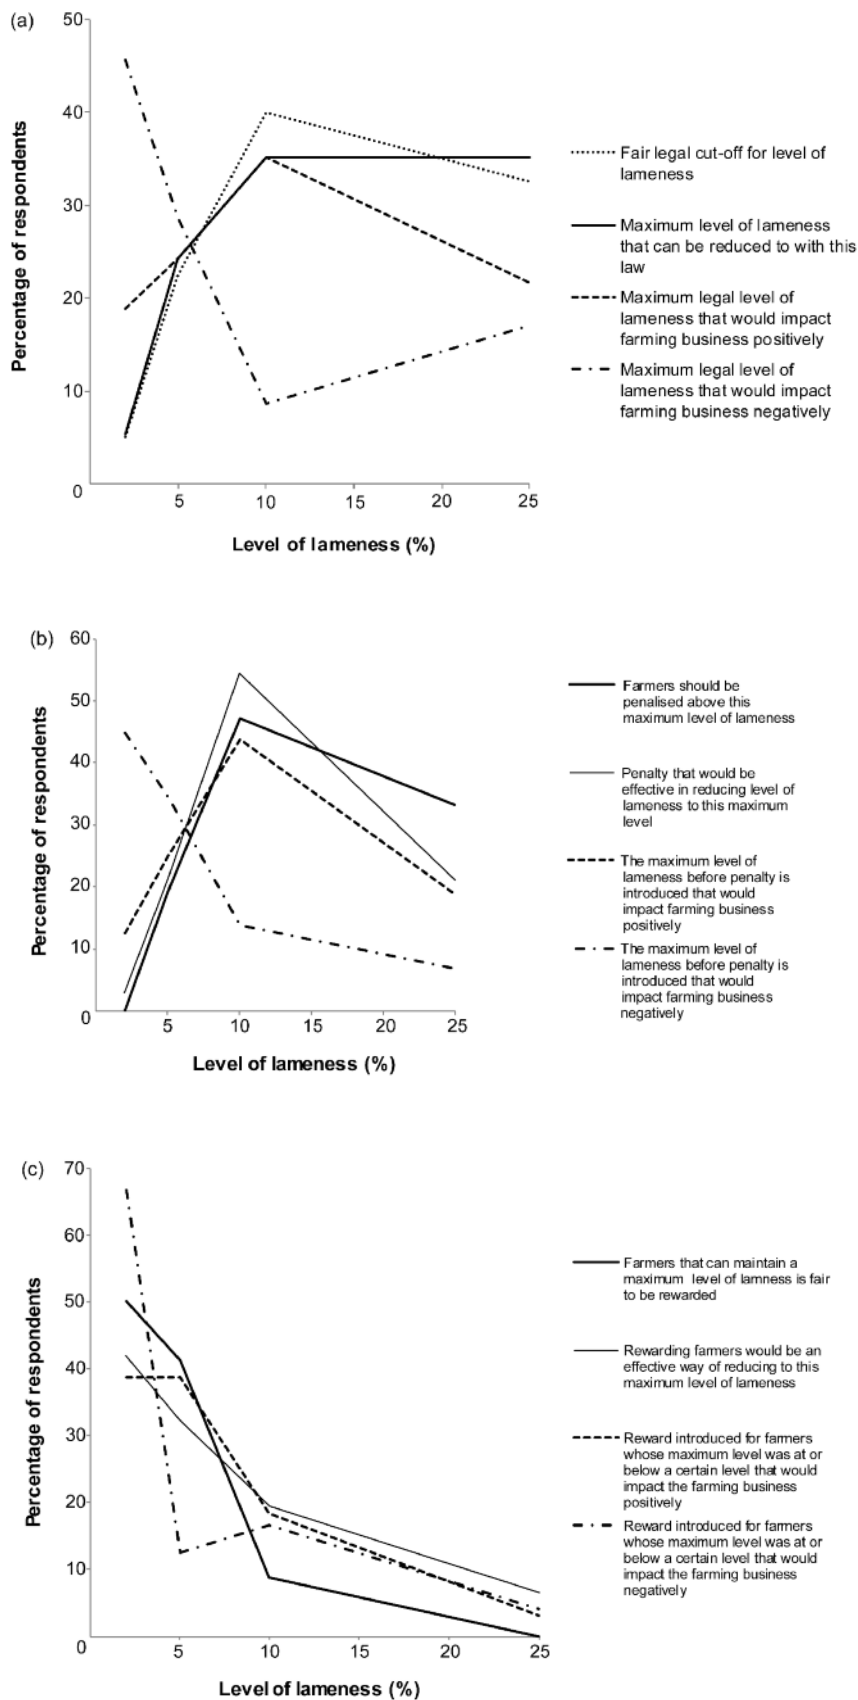 (a)
50
40
30
20
10
0
5
10
15
20
25
Percentage of respondents
Level of lameness (%)
Fair legal cut-off for level of
lameness
Maximum level of lameness
that can be reduced to with this
law
Maximum legal level of
lameness that would impact
farming business positively
Maximum legal level of
lameness that would impact
farming business negatively
(b)
60
50
40
30
20
10
0
5
10
15
20
25
Percentage of respondents
Level of lameness (%)
Farmers should be
penalised above this
maximum level of lameness
Penalty that would be
effective in reducing level of
lameness to this maximum
level
The maximum level of
lameness before penalty is
introduced that would
impact farming business
positively
The maximum level of
lameness before penalty is
introduced that would
impact farming business
negatively
(c)
70
60
50
40
30
20
10
0
5
10
15
20
25
Percentage of respondents
Level of lameness (%)
Farmers that can maintain a
maximum level of lamness is fair
to be rewarded
Rewarding farmers would be an
effective way of reducing to this
maximum level of lameness
Reward introduced for farmers
whose maximum level was at or
below a certain level that would
impact the farming business
positively
Reward introduced for farmers
whose maximum level was at or
below a certain level that would
impact the farming business
negatively